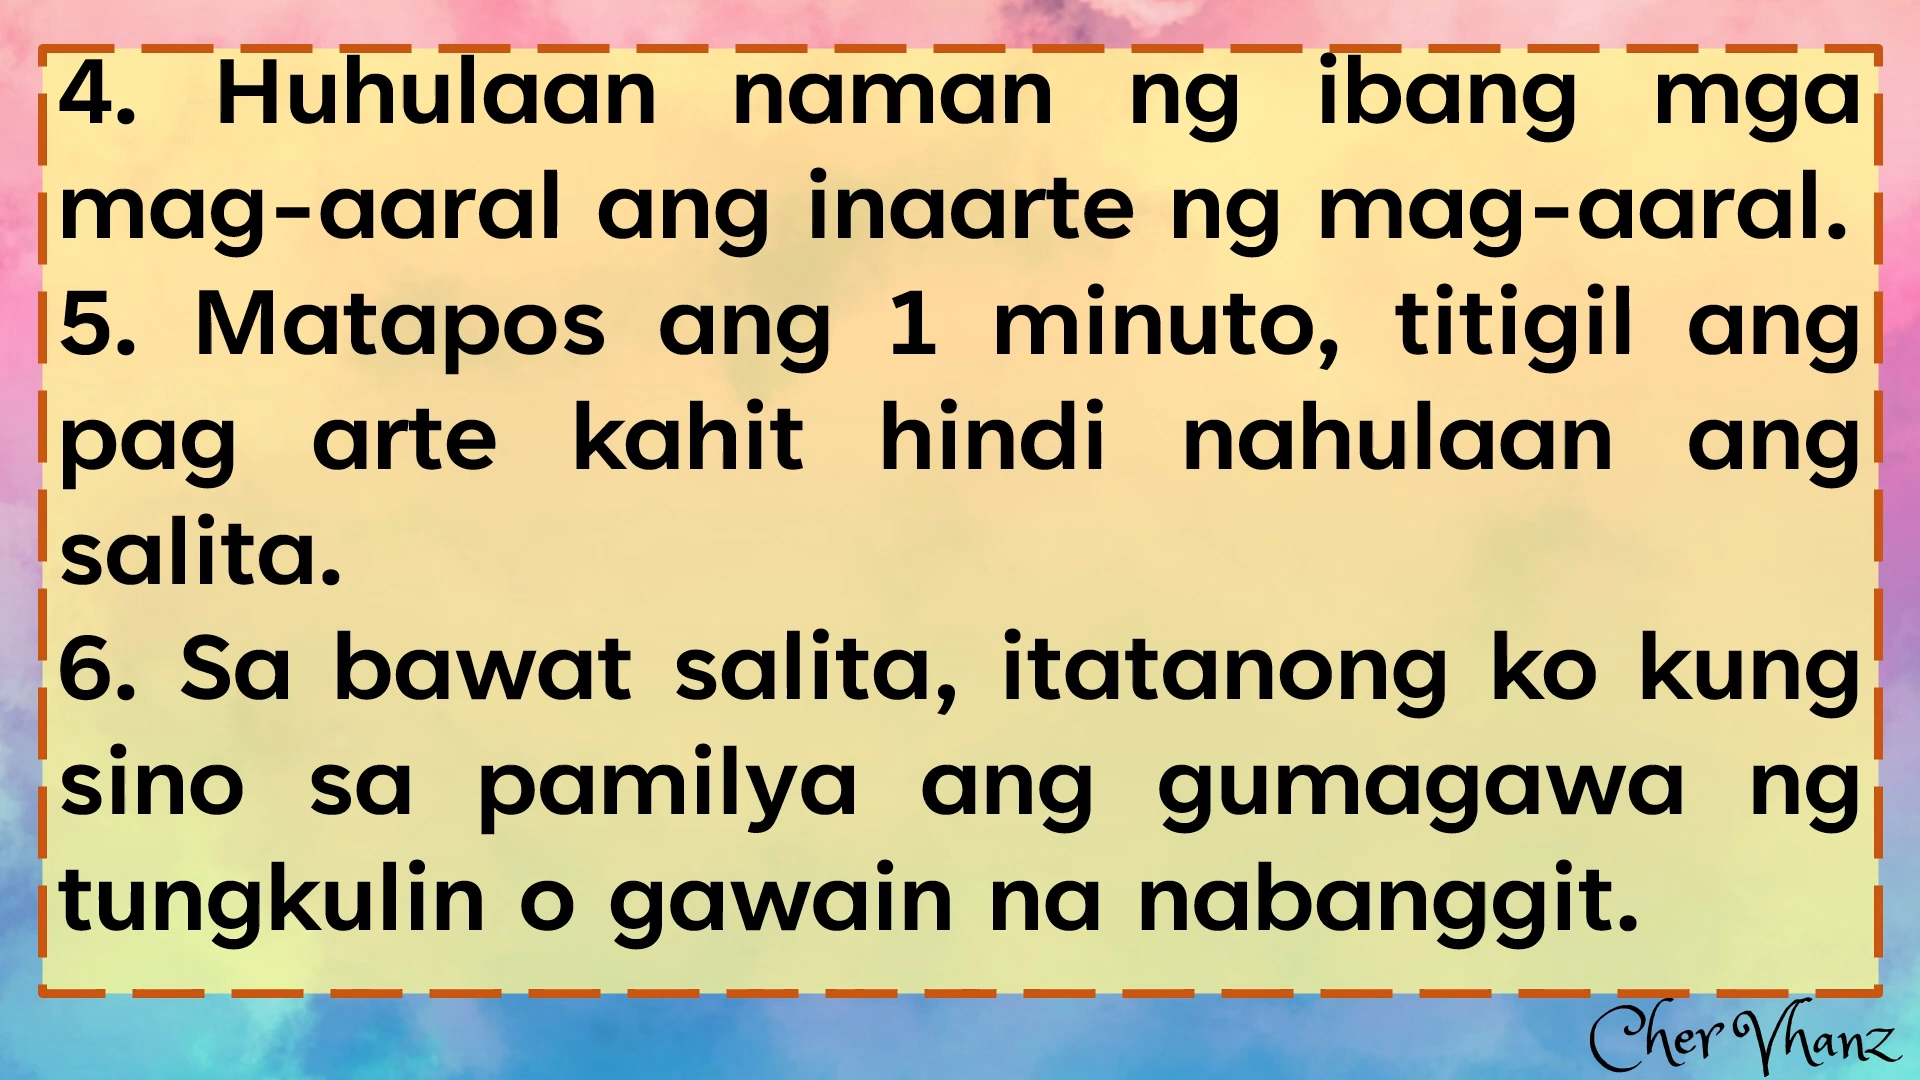 4. Huhulaan naman ng ibang mga
mag-aaral ang inaarte ng mag-aaral.
5. Matapos ang 1 minuto, titigil ang
pag arte kahit hindi nahulaan ang
salita.
6. Sa bawat salita, itatanong ko kung
sino sa pamilya ang gumagawa ng
tungkulin o gawain na nabanggit.
Cher Vhanz